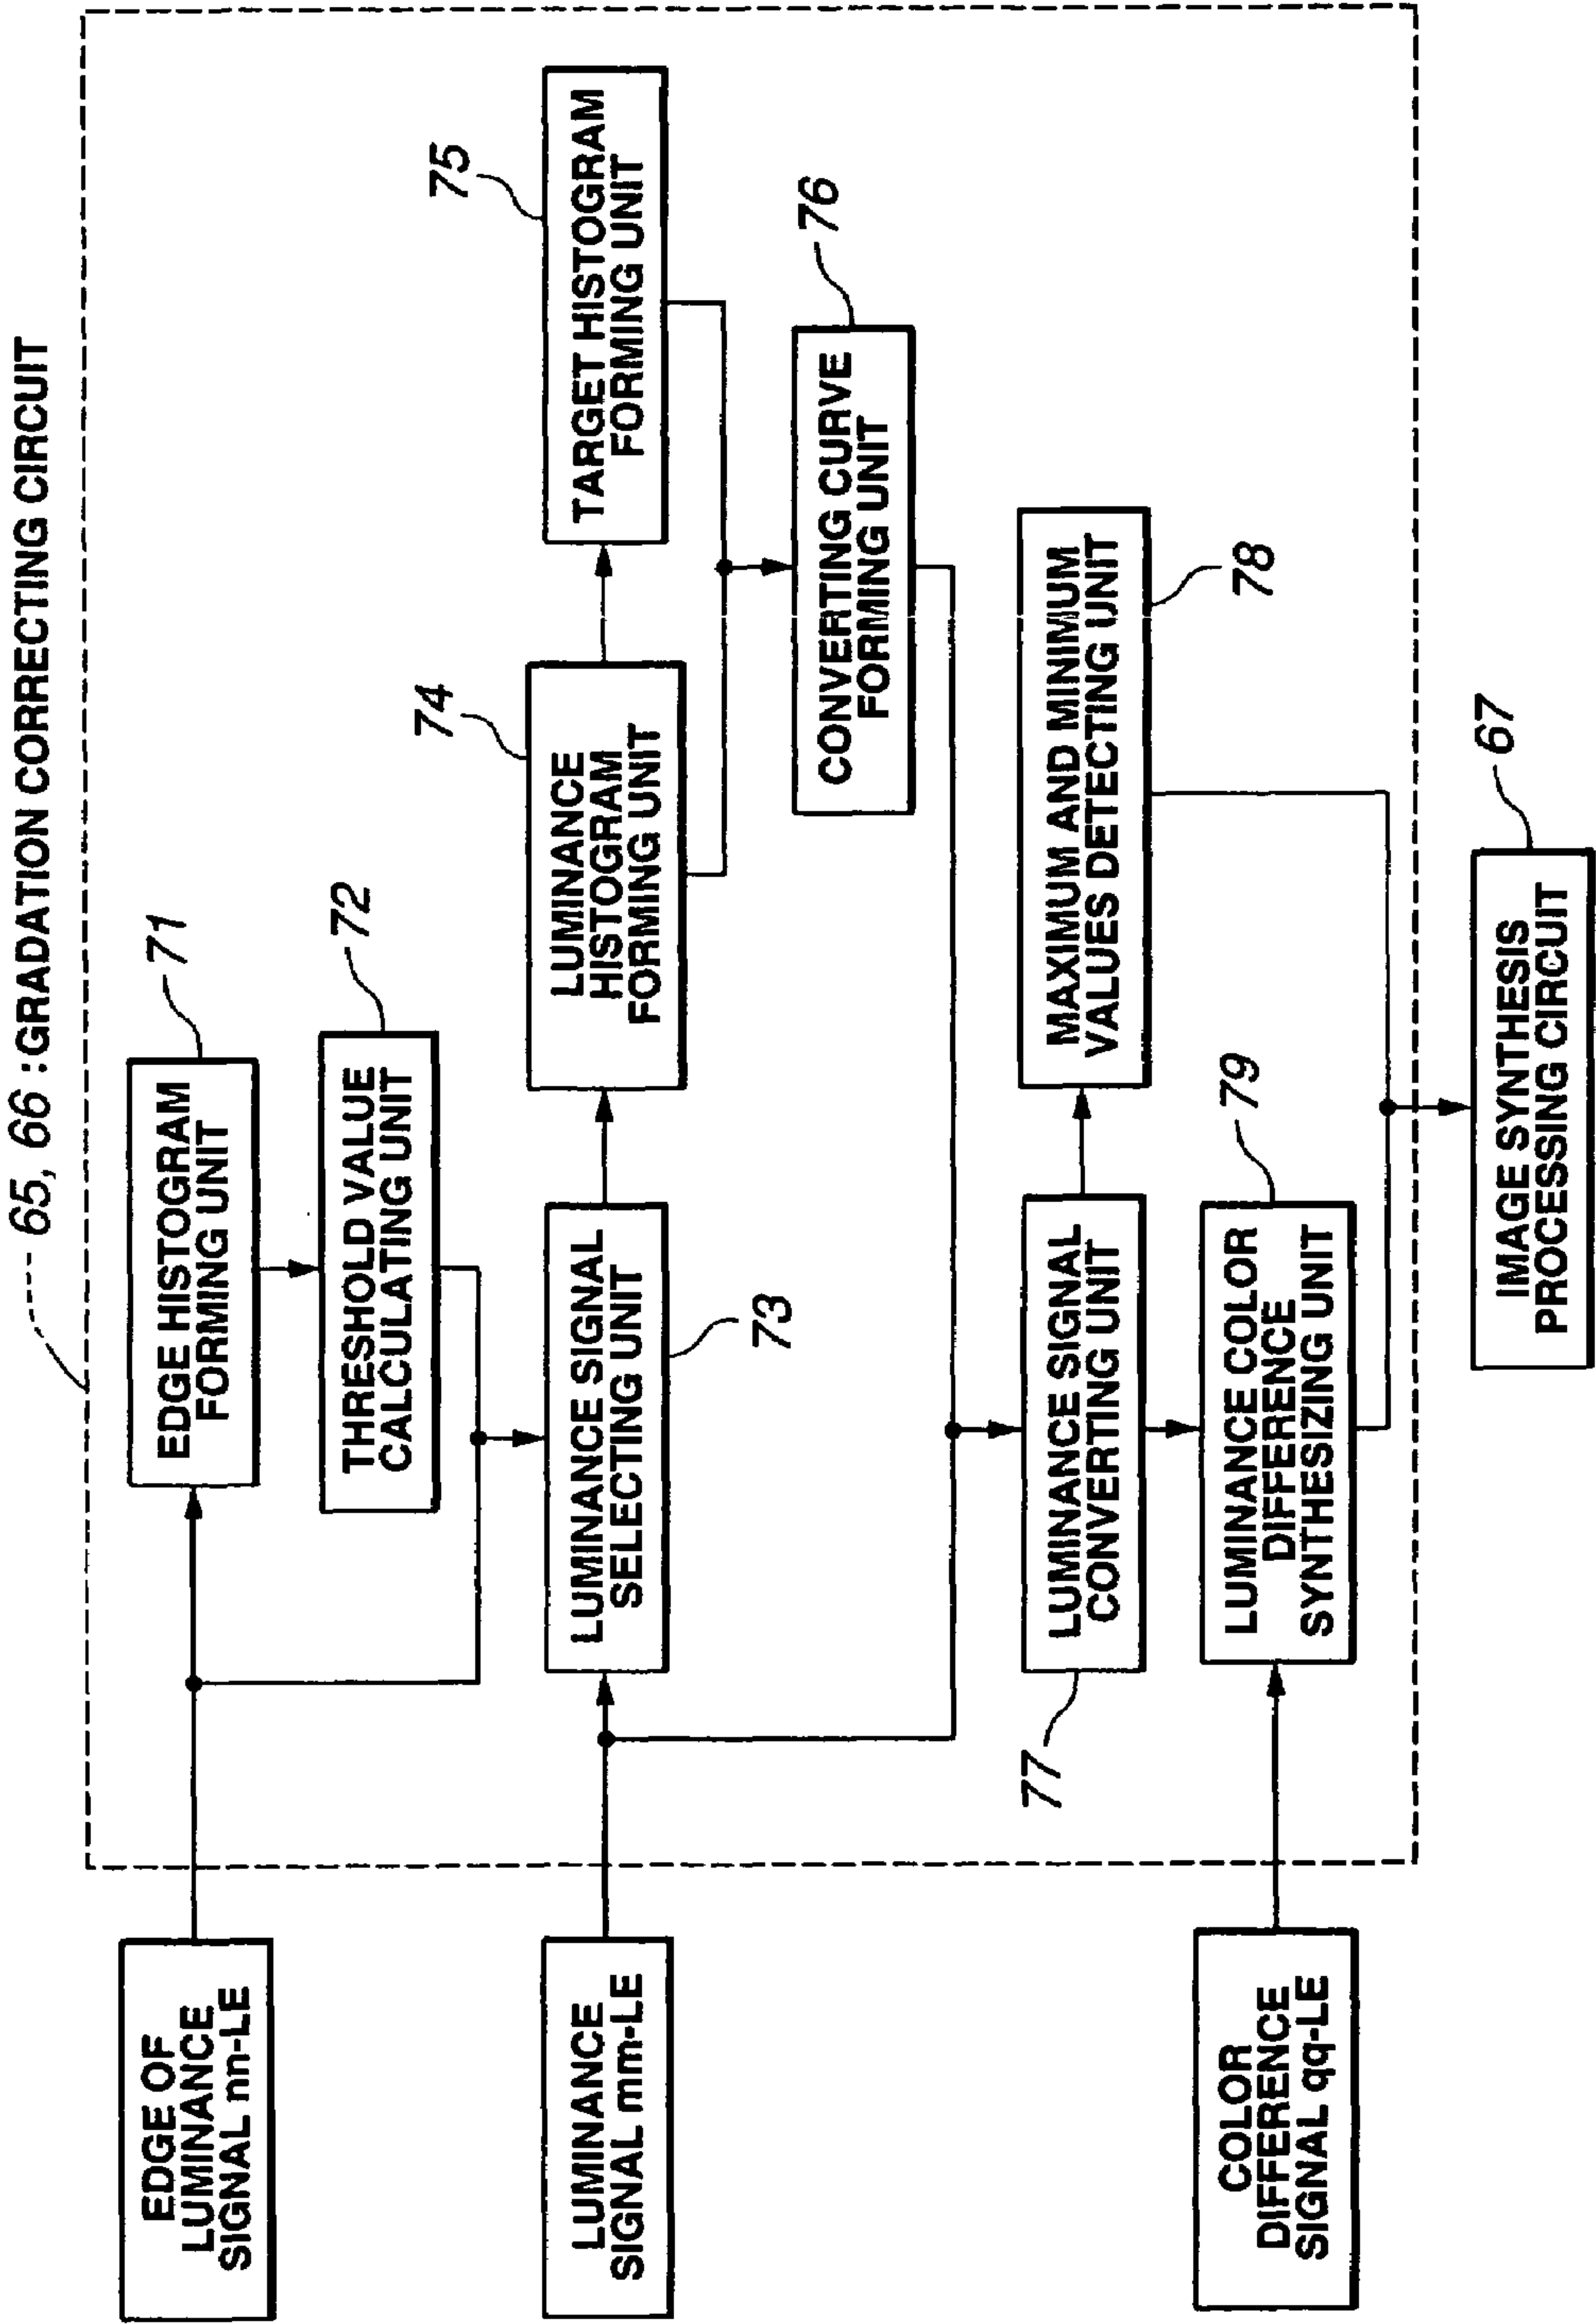 65, 66 : GRADATION CORRECTING CIRCUIT
EDGE OF
LUMINANCE
SIGNAL nn-LE
EDGE HISTOGRAM
FORMING UNIT
71
THRESHOLD VALUE
CALCULATING UNIT
72
LUMINANCE
SIGNAL mm-LE
LUMINANCE SIGNAL
SELECTING UNIT
73
LUMINANCE
HISTOGRAM
FORMING UNIT
74
TARGET HISTOGRAM
FORMING UNIT
75
CONVERTING CURVE
FORMING UNIT
76
LUMINANCE SIGNAL
CONVERTING UNIT
77
MAXIMUM AND MINIMUM
VALUES DETECTING UNIT
78
COLOR
DIFFERENCE
SIGNAL qq-LE
LUMINANCE COLOR
DIFFERENCE
SYNTHESIZING UNIT
79
IMAGE SYNTHESIS
PROCESSING CIRCUIT
67